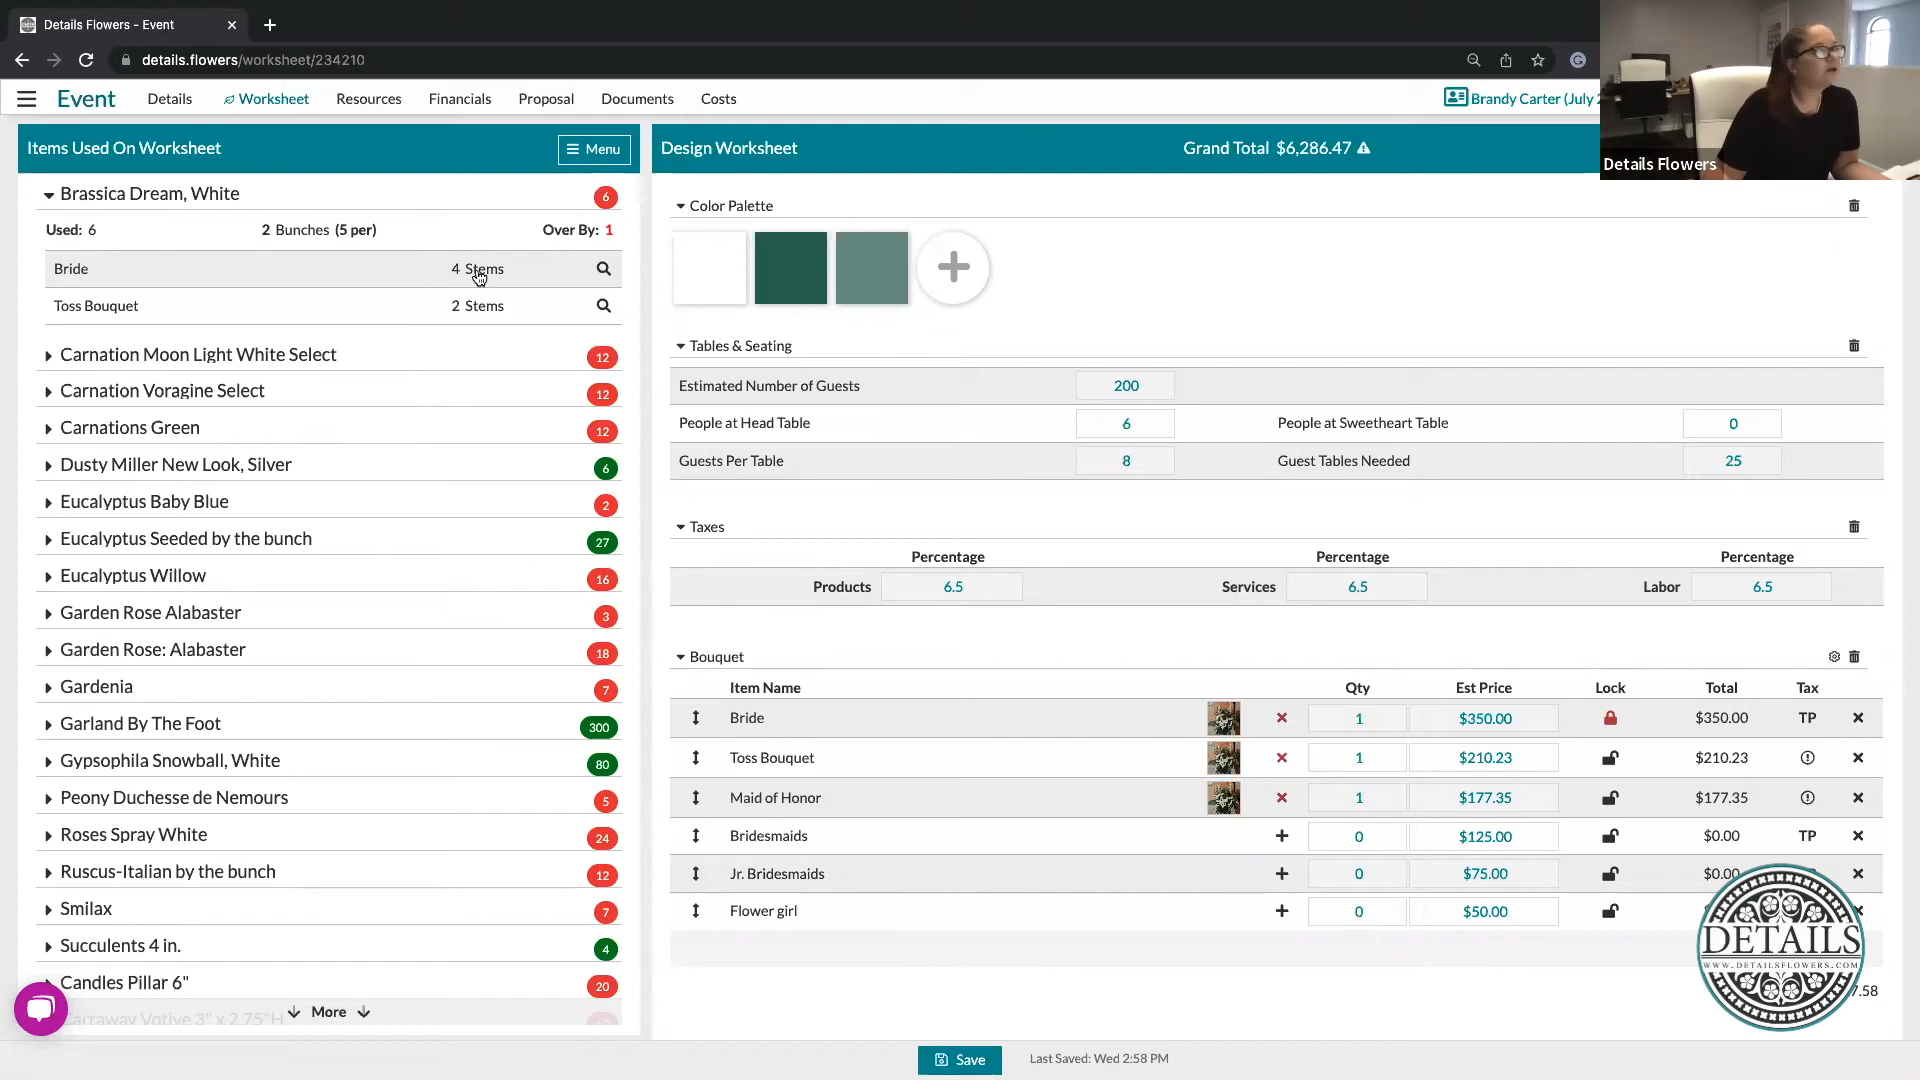 Details Flowers - Event
details.flowers/worksheet/234210
Event Details Worksheet Resources Financials Proposal Documents Costs
Brandy Carter (July
Details Flowers
Items Used On Worksheet
Menu
Brassica Dream, White 6
Used: 6 2 Bunches (5 per) Over By: 1
Bride 4 Stems
Toss Bouquet 2 Stems
Carnation Moon Light White Select 12
Carnation Voragine Select 12
Carnations Green 12
Dusty Miller New Look, Silver 6
Eucalyptus Baby Blue 2
Eucalyptus Seeded by the bunch 27
Eucalyptus Willow 16
Garden Rose Alabaster 3
Garden Rose: Alabaster 18
Gardenia 7
Garland By The Foot 300
Gypsophila Snowball, White 80
Peony Duchesse de Nemours 5
Roses Spray White 24
Ruscus-Italian by the bunch 12
Smilax 7
Succulents 4 in. 4
Candles Pillar 6" 20
Carraway Votive 3" x 2.75"H
More
Design Worksheet
Grand Total $6,286.47
Color Palette
Tables & Seating
Estimated Number of Guests 200
People at Head Table 6 People at Sweetheart Table 0
Guests Per Table 8 Guest Tables Needed 25
Taxes
Percentage Percentage Percentage
Products 6.5 Services 6.5 Labor 6.5
Bouquet
Item Name Qty Est Price Lock Total Tax
Bride 1 $350.00 $350.00 TP
Toss Bouquet 1 $210.23 $210.23
Maid of Honor 1 $177.35 $177.35
Bridesmaids 0 $125.00 $0.00 TP
Jr. Bridesmaids 0 $75.00 $0.00
Flower girl 0 $50.00
7.58
DETAILS
WWW.DETAILSFLOWERS.COM
Save
Last Saved: Wed 2:58 PM